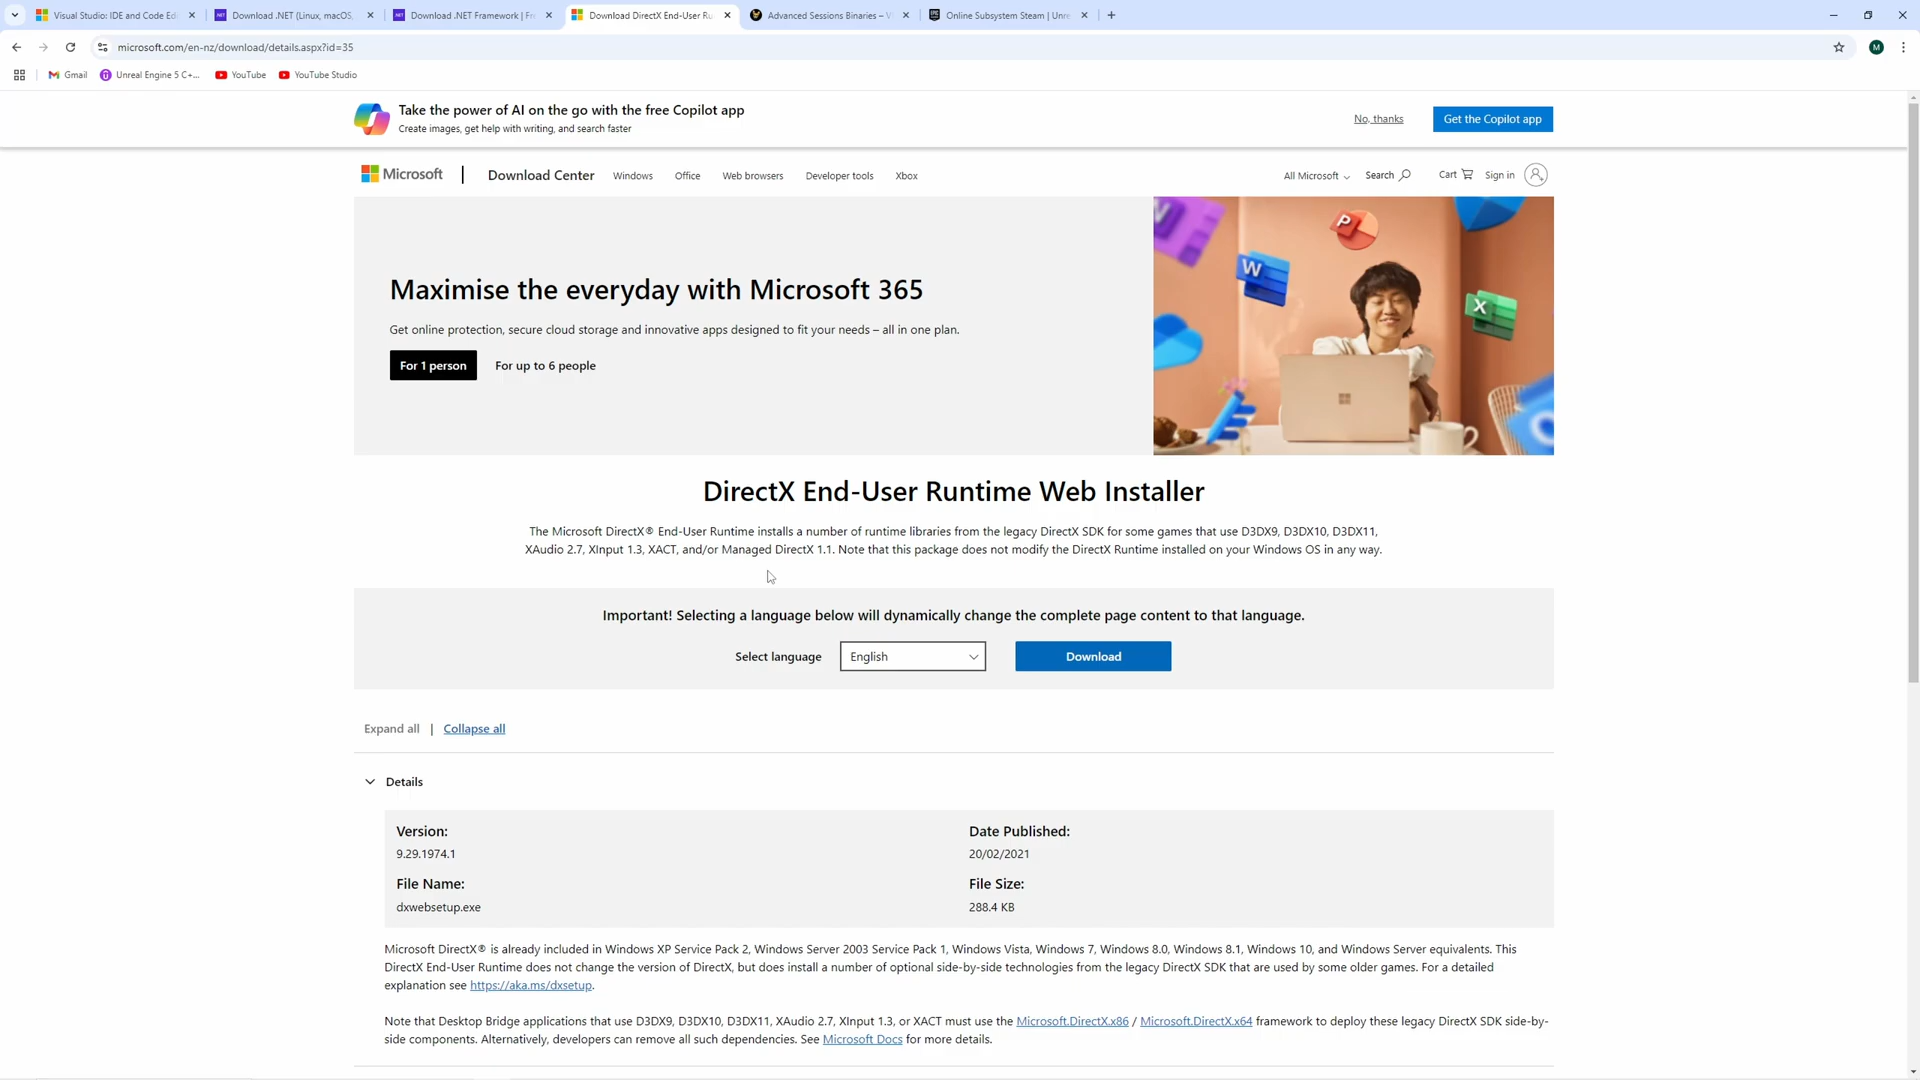 Visual Studio: IDE and Code Edi
Download .NET (Linux, macOS,
Download .NET Framework | Fr
Download DirectX End-User Ru
Advanced Sessions Binaries – V
Online Subsystem Steam | Unre
microsoft.com/en-nz/download/details.aspx?id=35
M
Gmail
Unreal Engine 5 C+...
YouTube
YouTube Studio
Take the power of AI on the go with the free Copilot app
Create images, get help with writing, and search faster
No, thanks
Get the Copilot app
Microsoft
Download Center
Windows
Office
Web browsers
Developer tools
Xbox
All Microsoft
Search
Cart
Sign in
Maximise the everyday with Microsoft 365
Get online protection, secure cloud storage and innovative apps designed to fit your needs – all in one plan.
For 1 person
For up to 6 people
P
W
X
DirectX End-User Runtime Web Installer
The Microsoft DirectX® End-User Runtime installs a number of runtime libraries from the legacy DirectX SDK for some games that use D3DX9, D3DX10, D3DX11,
XAudio 2.7, XInput 1.3, XACT, and/or Managed DirectX 1.1. Note that this package does not modify the DirectX Runtime installed on your Windows OS in any way.
Important! Selecting a language below will dynamically change the complete page content to that language.
Select language
English
Download
Expand all | Collapse all
Details
Version:
9.29.1974.1
Date Published:
20/02/2021
File Name:
dxwebsetup.exe
File Size:
288.4 KB
Microsoft DirectX® is already included in Windows XP Service Pack 2, Windows Server 2003 Service Pack 1, Windows Vista, Windows 7, Windows 8.0, Windows 8.1, Windows 10, and Windows Server equivalents. This
DirectX End-User Runtime does not change the version of DirectX, but does install a number of optional side-by-side technologies from the legacy DirectX SDK that are used by some older games. For a detailed
explanation see https://aka.ms/dxsetup.
Note that Desktop Bridge applications that use D3DX9, D3DX10, D3DX11, XAudio 2.7, XInput 1.3, or XACT must use the Microsoft.DirectX.x86 / Microsoft.DirectX.x64 framework to deploy these legacy DirectX SDK side-by-
side components. Alternatively, developers can remove all such dependencies. See Microsoft Docs for more details.